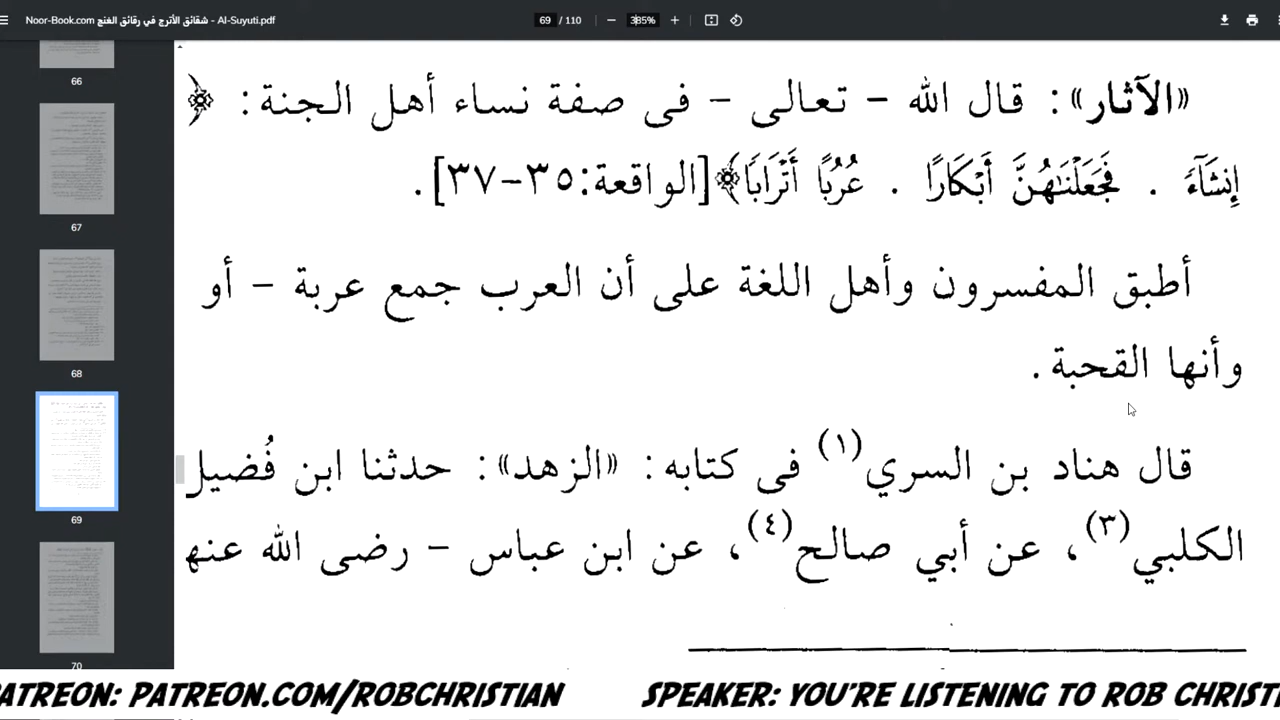 Noor-Book.com شقائق الأترج في رقائق الغنج - Al-Suyuti.pdf
69 / 110
385%
66
67
68
69
70
«الآثار» : قال الله – تعالى – فى صفة نساء أهل الجنة : ﴿
إِنشَآءً . فَجَعَلْنَـٰهُنَّ أَبْكَارًا . عُرُبًا أَتْرَابًا﴾[الواقعة:٣٥–٣٧] .
أطبق المفسرون وأهل اللغة على أن العرب جمع عربة – أو
وأنها القحبة .
قال هناد بن السري(١) فى كتابه : «الزهد» : حدثنا ابن فُضيل
الكلبي(٣) ، عن أبي صالح(٤) ، عن ابن عباس – رضى الله عنه
PATREON: PATREON.COM/ROBCHRISTIAN SPEAKER: YOU'RE LISTENING TO ROB CHRISTI